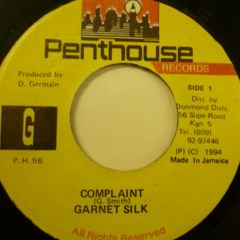 Penthouse
RECORDS
Produced by
D. Germain
SIDE 1
Dist. by
Donmond Dists.
56 Slipe Road
Kgn 5
Tel. (809)
92-97446
G
P. H. 56
(P) (C) 1994
Made in Jamaica
COMPLAINT
(G. Smith)
GARNET SILK
All Rights Reserved